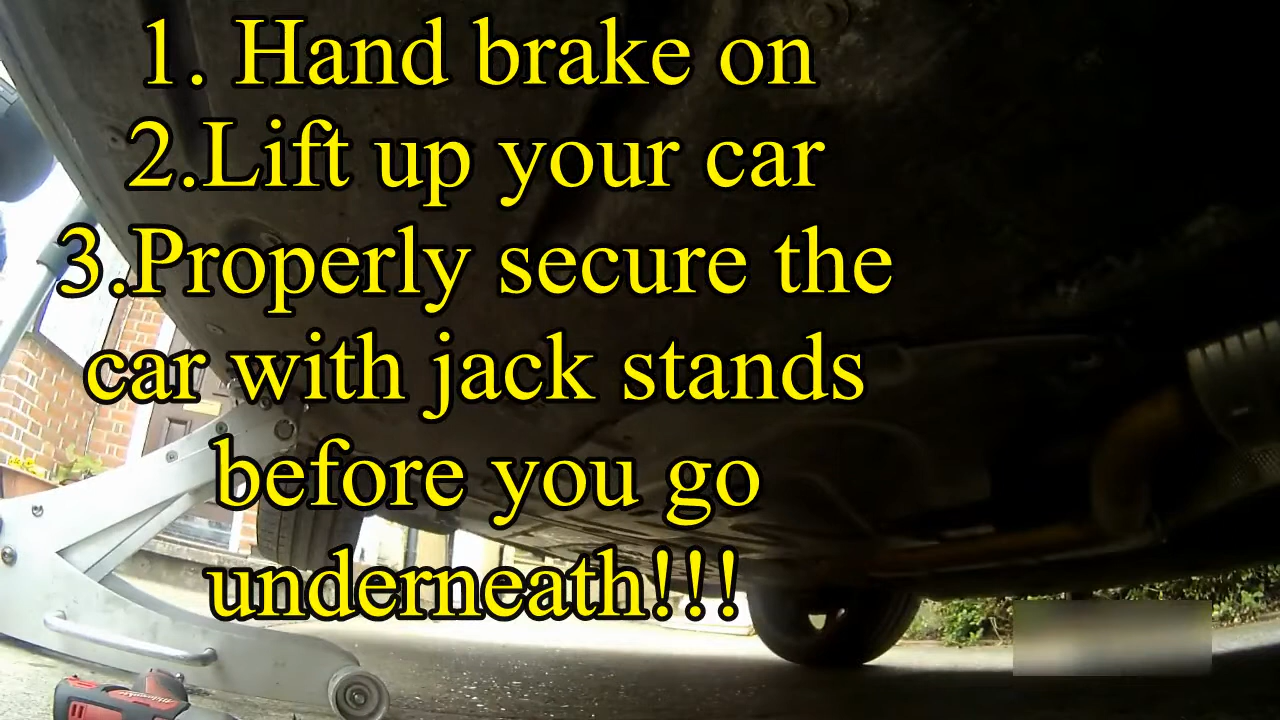 1. Hand brake on
2.Lift up your car
3.Properly secure the
car with jack stands
before you go
underneath!!!
Milwaukee